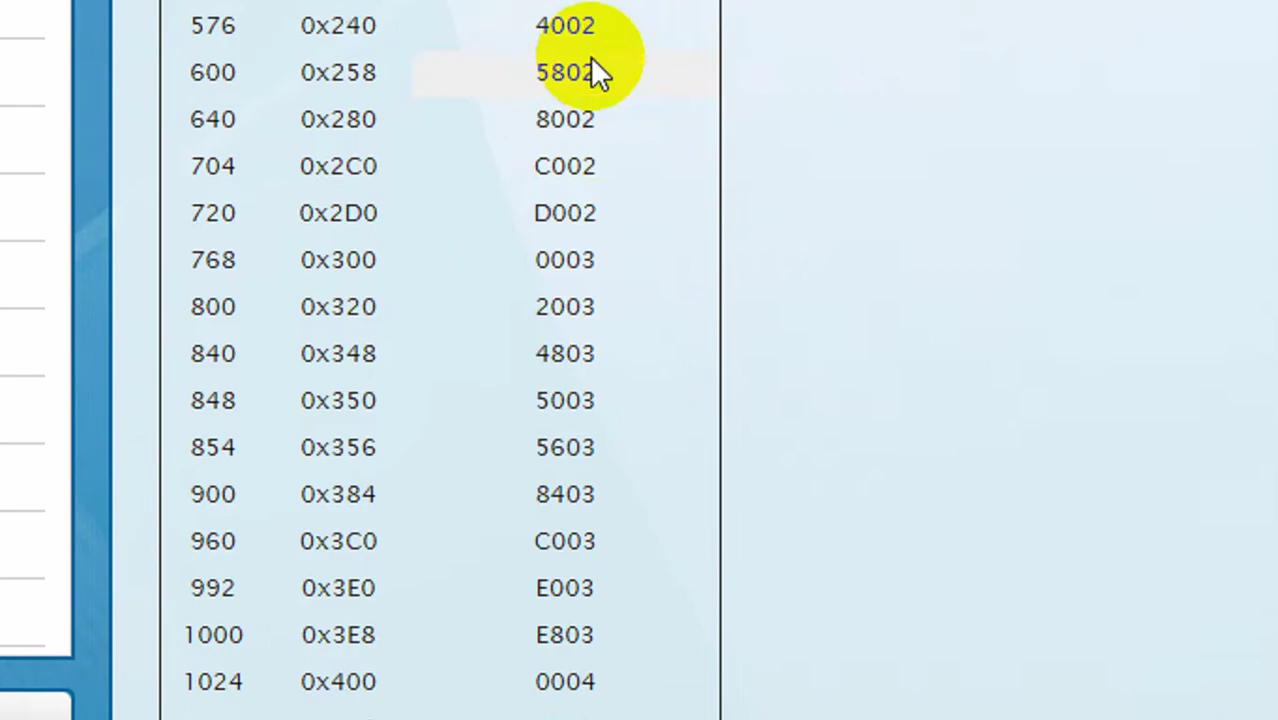 576 0x240 4002
600 0x258 5802
640 0x280 8002
704 0x2C0 C002
720 0x2D0 D002
768 0x300 0003
800 0x320 2003
840 0x348 4803
848 0x350 5003
854 0x356 5603
900 0x384 8403
960 0x3C0 C003
992 0x3E0 E003
1000 0x3E8 E803
1024 0x400 0004